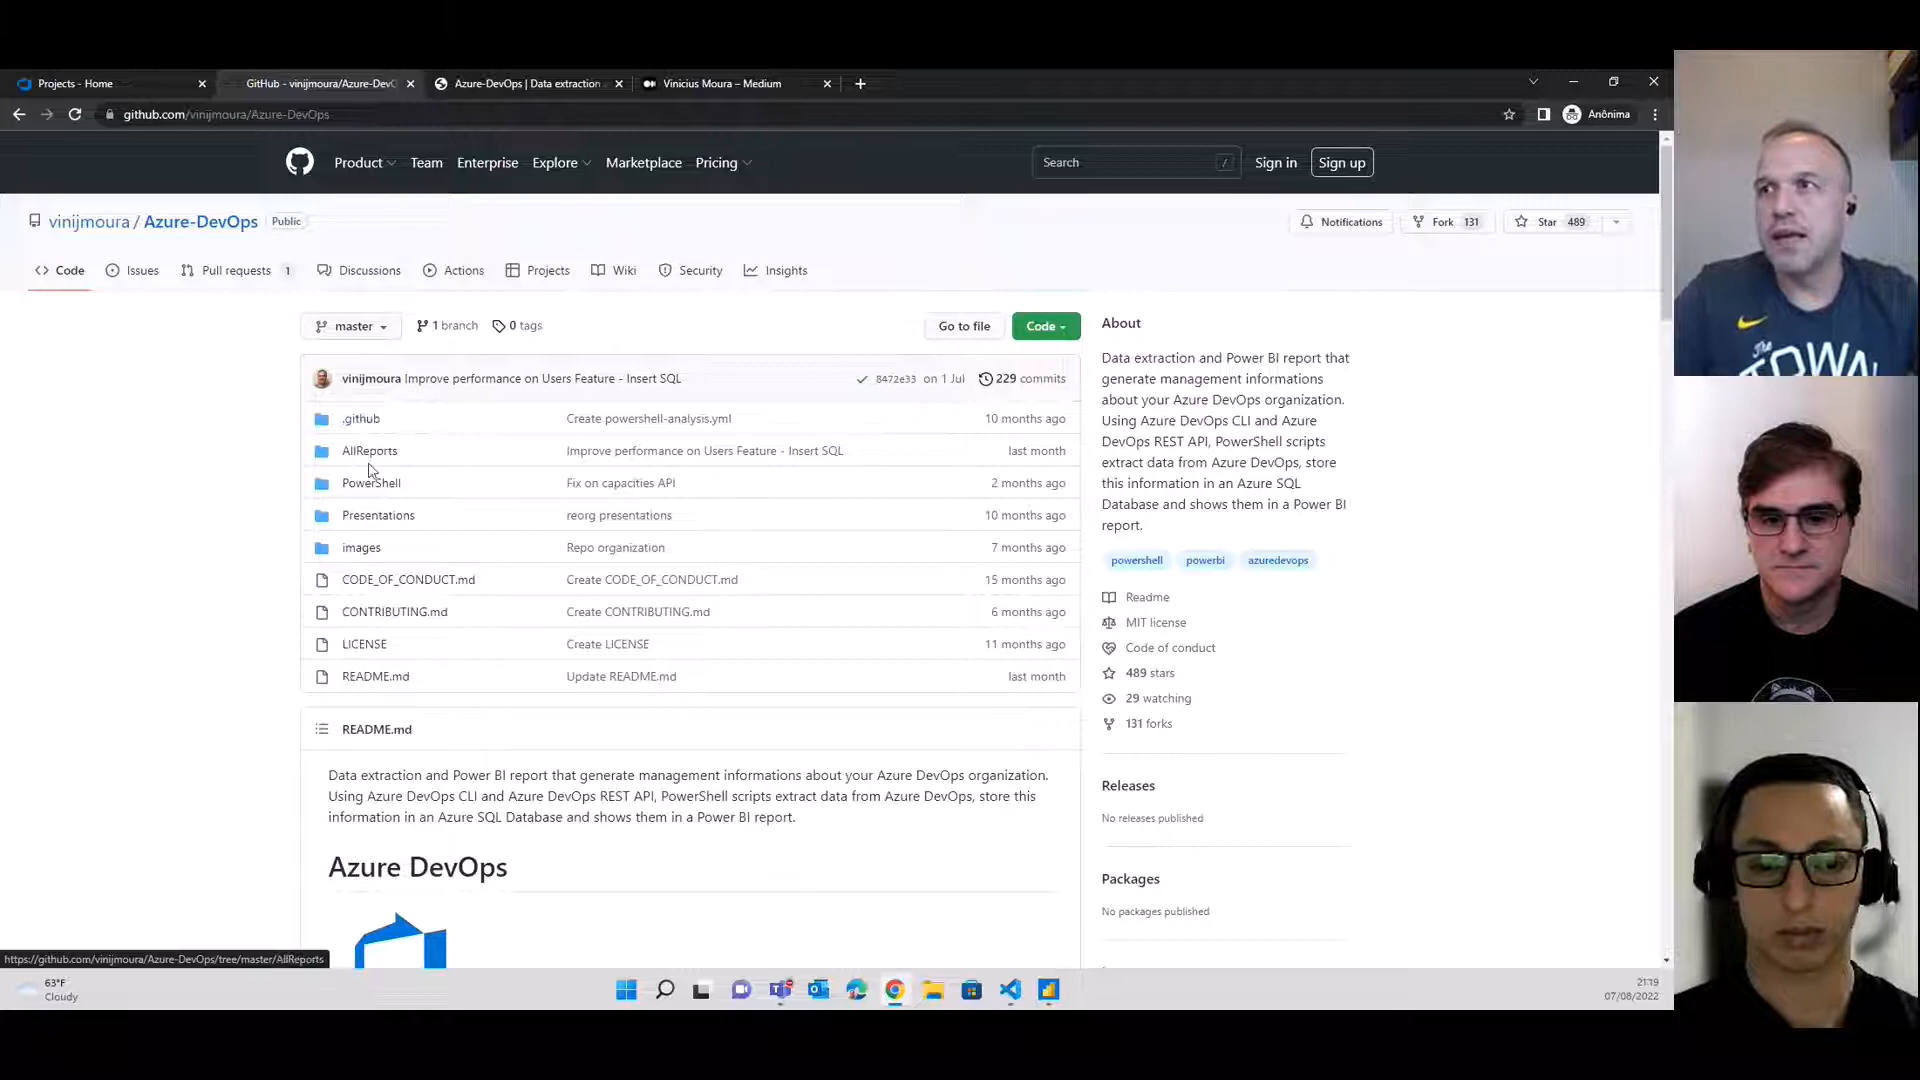 Projects - Home
GitHub - vinijmoura/Azure-DevO
Azure-DevOps | Data extraction
Vinicius Moura – Medium
github.com/vinijmoura/Azure-DevOps
Anônima
Product
Team
Enterprise
Explore
Marketplace
Pricing
Search
/
Sign in
Sign up
vinijmoura / Azure-DevOps
Public
Notifications
Fork 131
Star 489
Code
Issues
Pull requests 1
Discussions
Actions
Projects
Wiki
Security
Insights
master
1 branch
0 tags
Go to file
Code
vinijmoura Improve performance on Users Feature - Insert SQL
8472e33 on 1 Jul
229 commits
.github
Create powershell-analysis.yml
10 months ago
AllReports
Improve performance on Users Feature - Insert SQL
last month
PowerShell
Fix on capacities API
2 months ago
Presentations
reorg presentations
10 months ago
images
Repo organization
7 months ago
CODE_OF_CONDUCT.md
Create CODE_OF_CONDUCT.md
15 months ago
CONTRIBUTING.md
Create CONTRIBUTING.md
6 months ago
LICENSE
Create LICENSE
11 months ago
README.md
Update README.md
last month
README.md
Data extraction and Power BI report that generate management informations about your Azure DevOps organization.
Using Azure DevOps CLI and Azure DevOps REST API, PowerShell scripts extract data from Azure DevOps, store this
information in an Azure SQL Database and shows them in a Power BI report.
Azure DevOps
About
Data extraction and Power BI report that
generate management informations
about your Azure DevOps organization.
Using Azure DevOps CLI and Azure
DevOps REST API, PowerShell scripts
extract data from Azure DevOps, store
this information in an Azure SQL
Database and shows them in a Power BI
report.
powershell
powerbi
azuredevops
Readme
MIT license
Code of conduct
489 stars
29 watching
131 forks
Releases
No releases published
Packages
No packages published
https://github.com/vinijmoura/Azure-DevOps/tree/master/AllReports
63°F
Cloudy
21:19
07/08/2022
The
TOWN